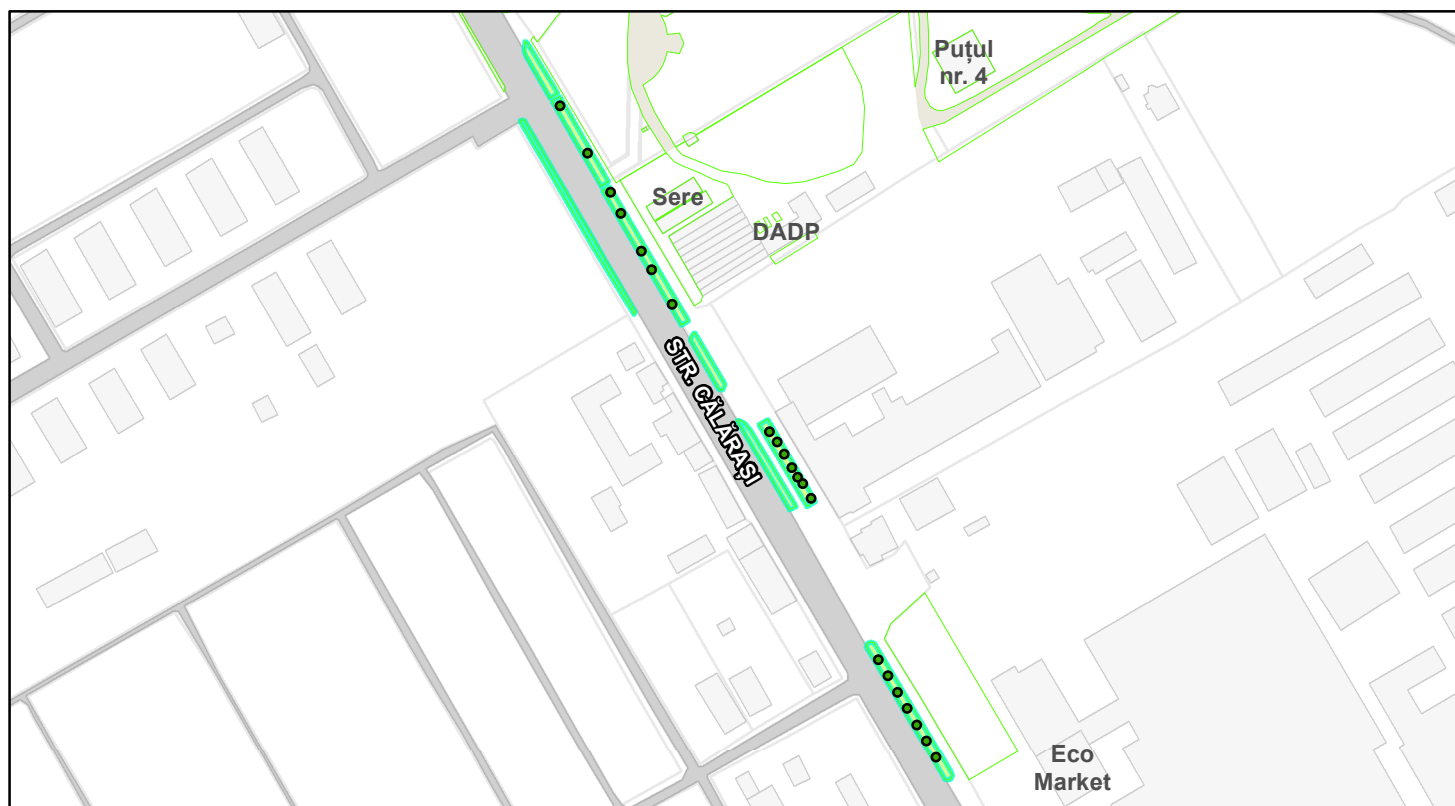 Puțul
nr. 4
Sere
DADP
STR. CĂLĂRAȘI
Eco
Market